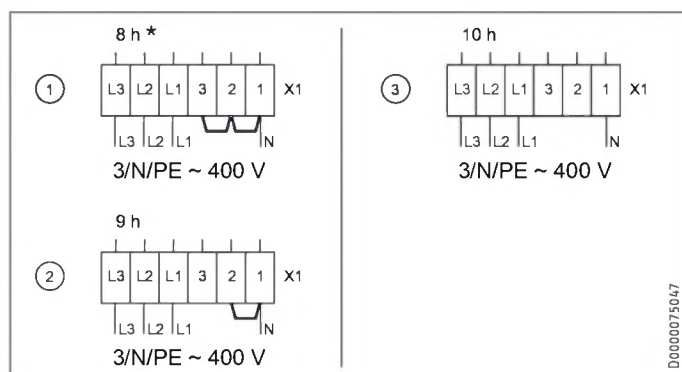 8 h *
1
L3 L2 L1 3 2 1 X1
L3 L2 L1 N
3/N/PE ~ 400 V
9 h
2
L3 L2 L1 3 2 1 X1
L3 L2 L1 N
3/N/PE ~ 400 V
10 h
3
L3 L2 L1 3 2 1 X1
L3 L2 L1 N
3/N/PE ~ 400 V
D0000075047